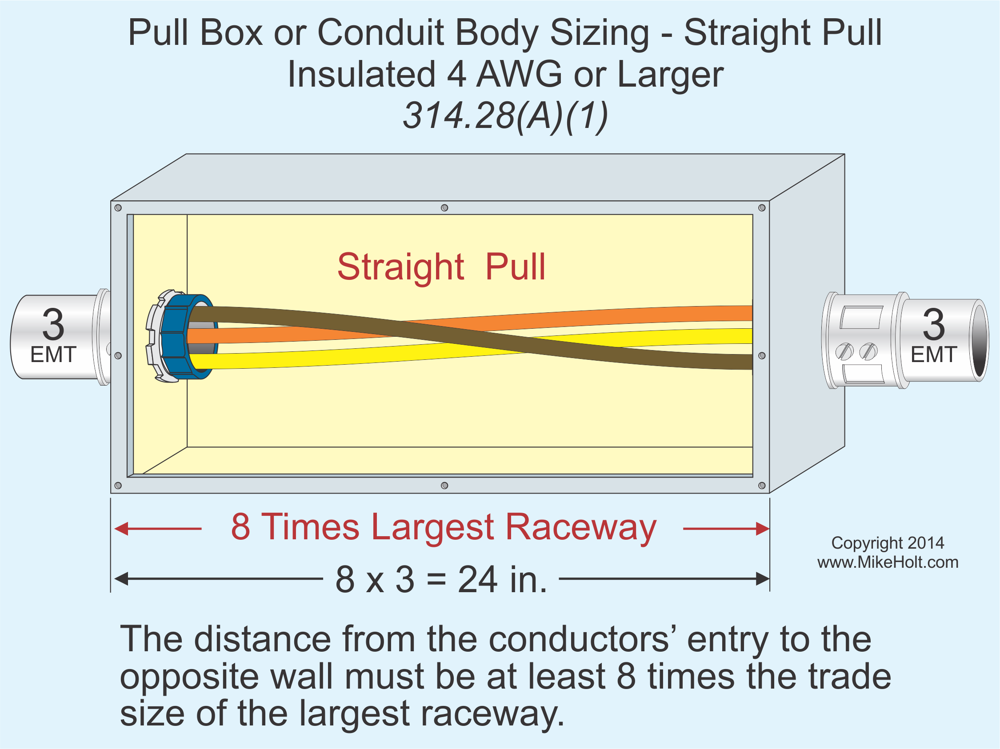 Pull Box or Conduit Body Sizing - Straight Pull
Insulated 4 AWG or Larger
314.28(A)(1)
Straight Pull
3
EMT
3
EMT
8 Times Largest Raceway
8 x 3 = 24 in.
Copyright 2014
www.MikeHolt.com
The distance from the conductors’ entry to the
opposite wall must be at least 8 times the trade
size of the largest raceway.